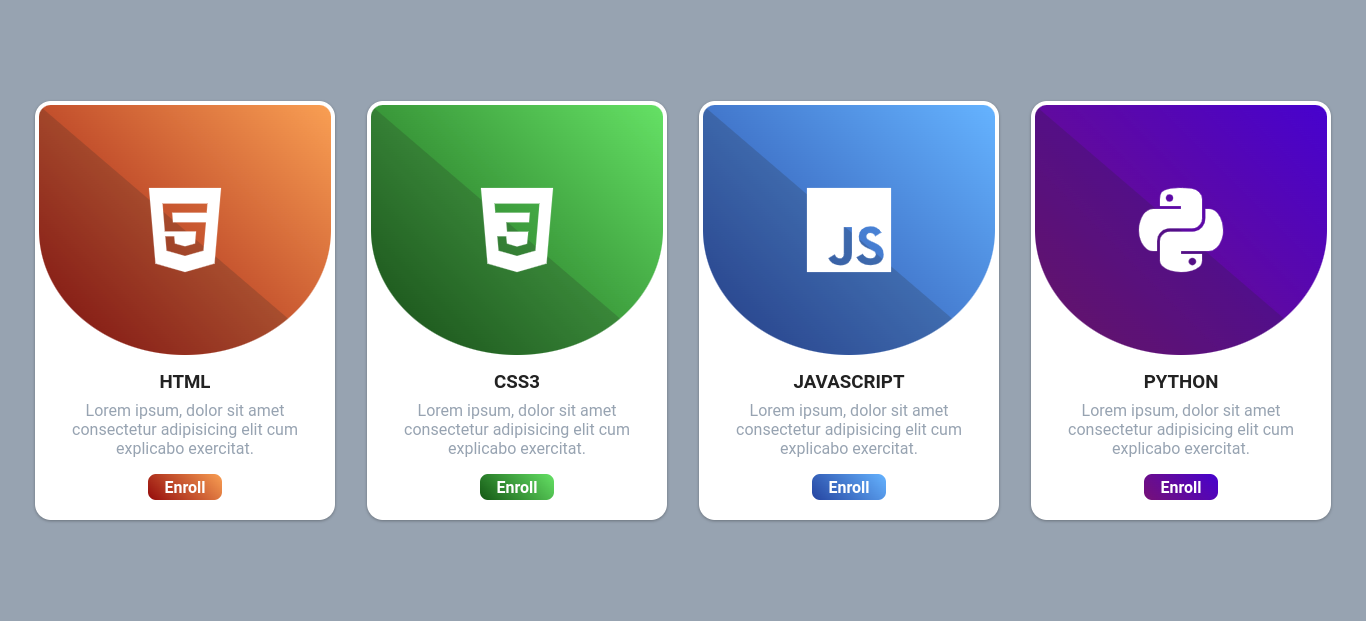 HTML
Lorem ipsum, dolor sit amet
consectetur adipisicing elit cum
explicabo exercitat.
Enroll
CSS3
Lorem ipsum, dolor sit amet
consectetur adipisicing elit cum
explicabo exercitat.
Enroll
JS
JAVASCRIPT
Lorem ipsum, dolor sit amet
consectetur adipisicing elit cum
explicabo exercitat.
Enroll
PYTHON
Lorem ipsum, dolor sit amet
consectetur adipisicing elit cum
explicabo exercitat.
Enroll